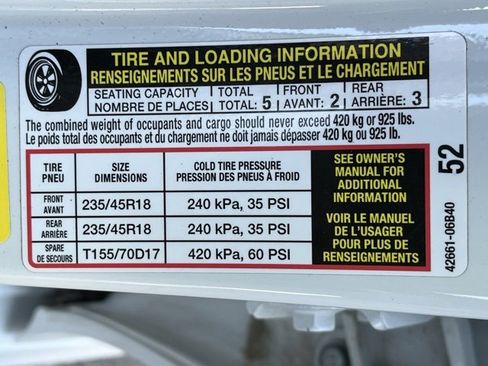 TIRE AND LOADING INFORMATION
RENSEIGNEMENTS SUR LES PNEUS ET LE CHARGEMENT
SEATING CAPACITY TOTAL FRONT REAR
NOMBRE DE PLACES TOTAL: 5 AVANT: 2 ARRIÈRE: 3
The combined weight of occupants and cargo should never exceed 420 kg or 925 lbs.
Le poids total des occupants et du chargement ne doit jamais dépasser 420 kg ou 925 lb.
TIRE SIZE COLD TIRE PRESSURE
PNEU DIMENSIONS PRESSION DES PNEUS À FROID
FRONT
AVANT 235/45R18 240 kPa, 35 PSI
REAR
ARRIÈRE 235/45R18 240 kPa, 35 PSI
SPARE
DE SECOURS T155/70D17 420 kPa, 60 PSI
SEE OWNER'S
MANUAL FOR
ADDITIONAL
INFORMATION
VOIR LE MANUEL
DE L'USAGER
POUR PLUS DE
RENSEIGNEMENTS
42661-06B40
52